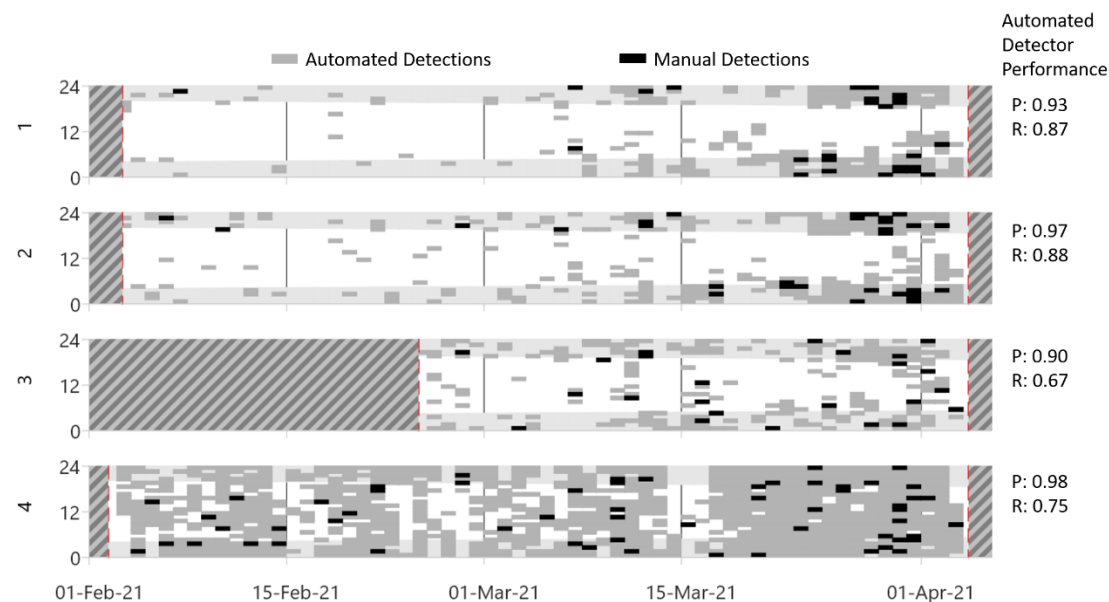 Automated
Detector
Performance
Automated Detections
Manual Detections
24
12
0
1
P: 0.93
R: 0.87
24
12
0
2
P: 0.97
R: 0.88
24
12
0
3
P: 0.90
R: 0.67
24
12
0
4
P: 0.98
R: 0.75
01-Feb-21
15-Feb-21
01-Mar-21
15-Mar-21
01-Apr-21